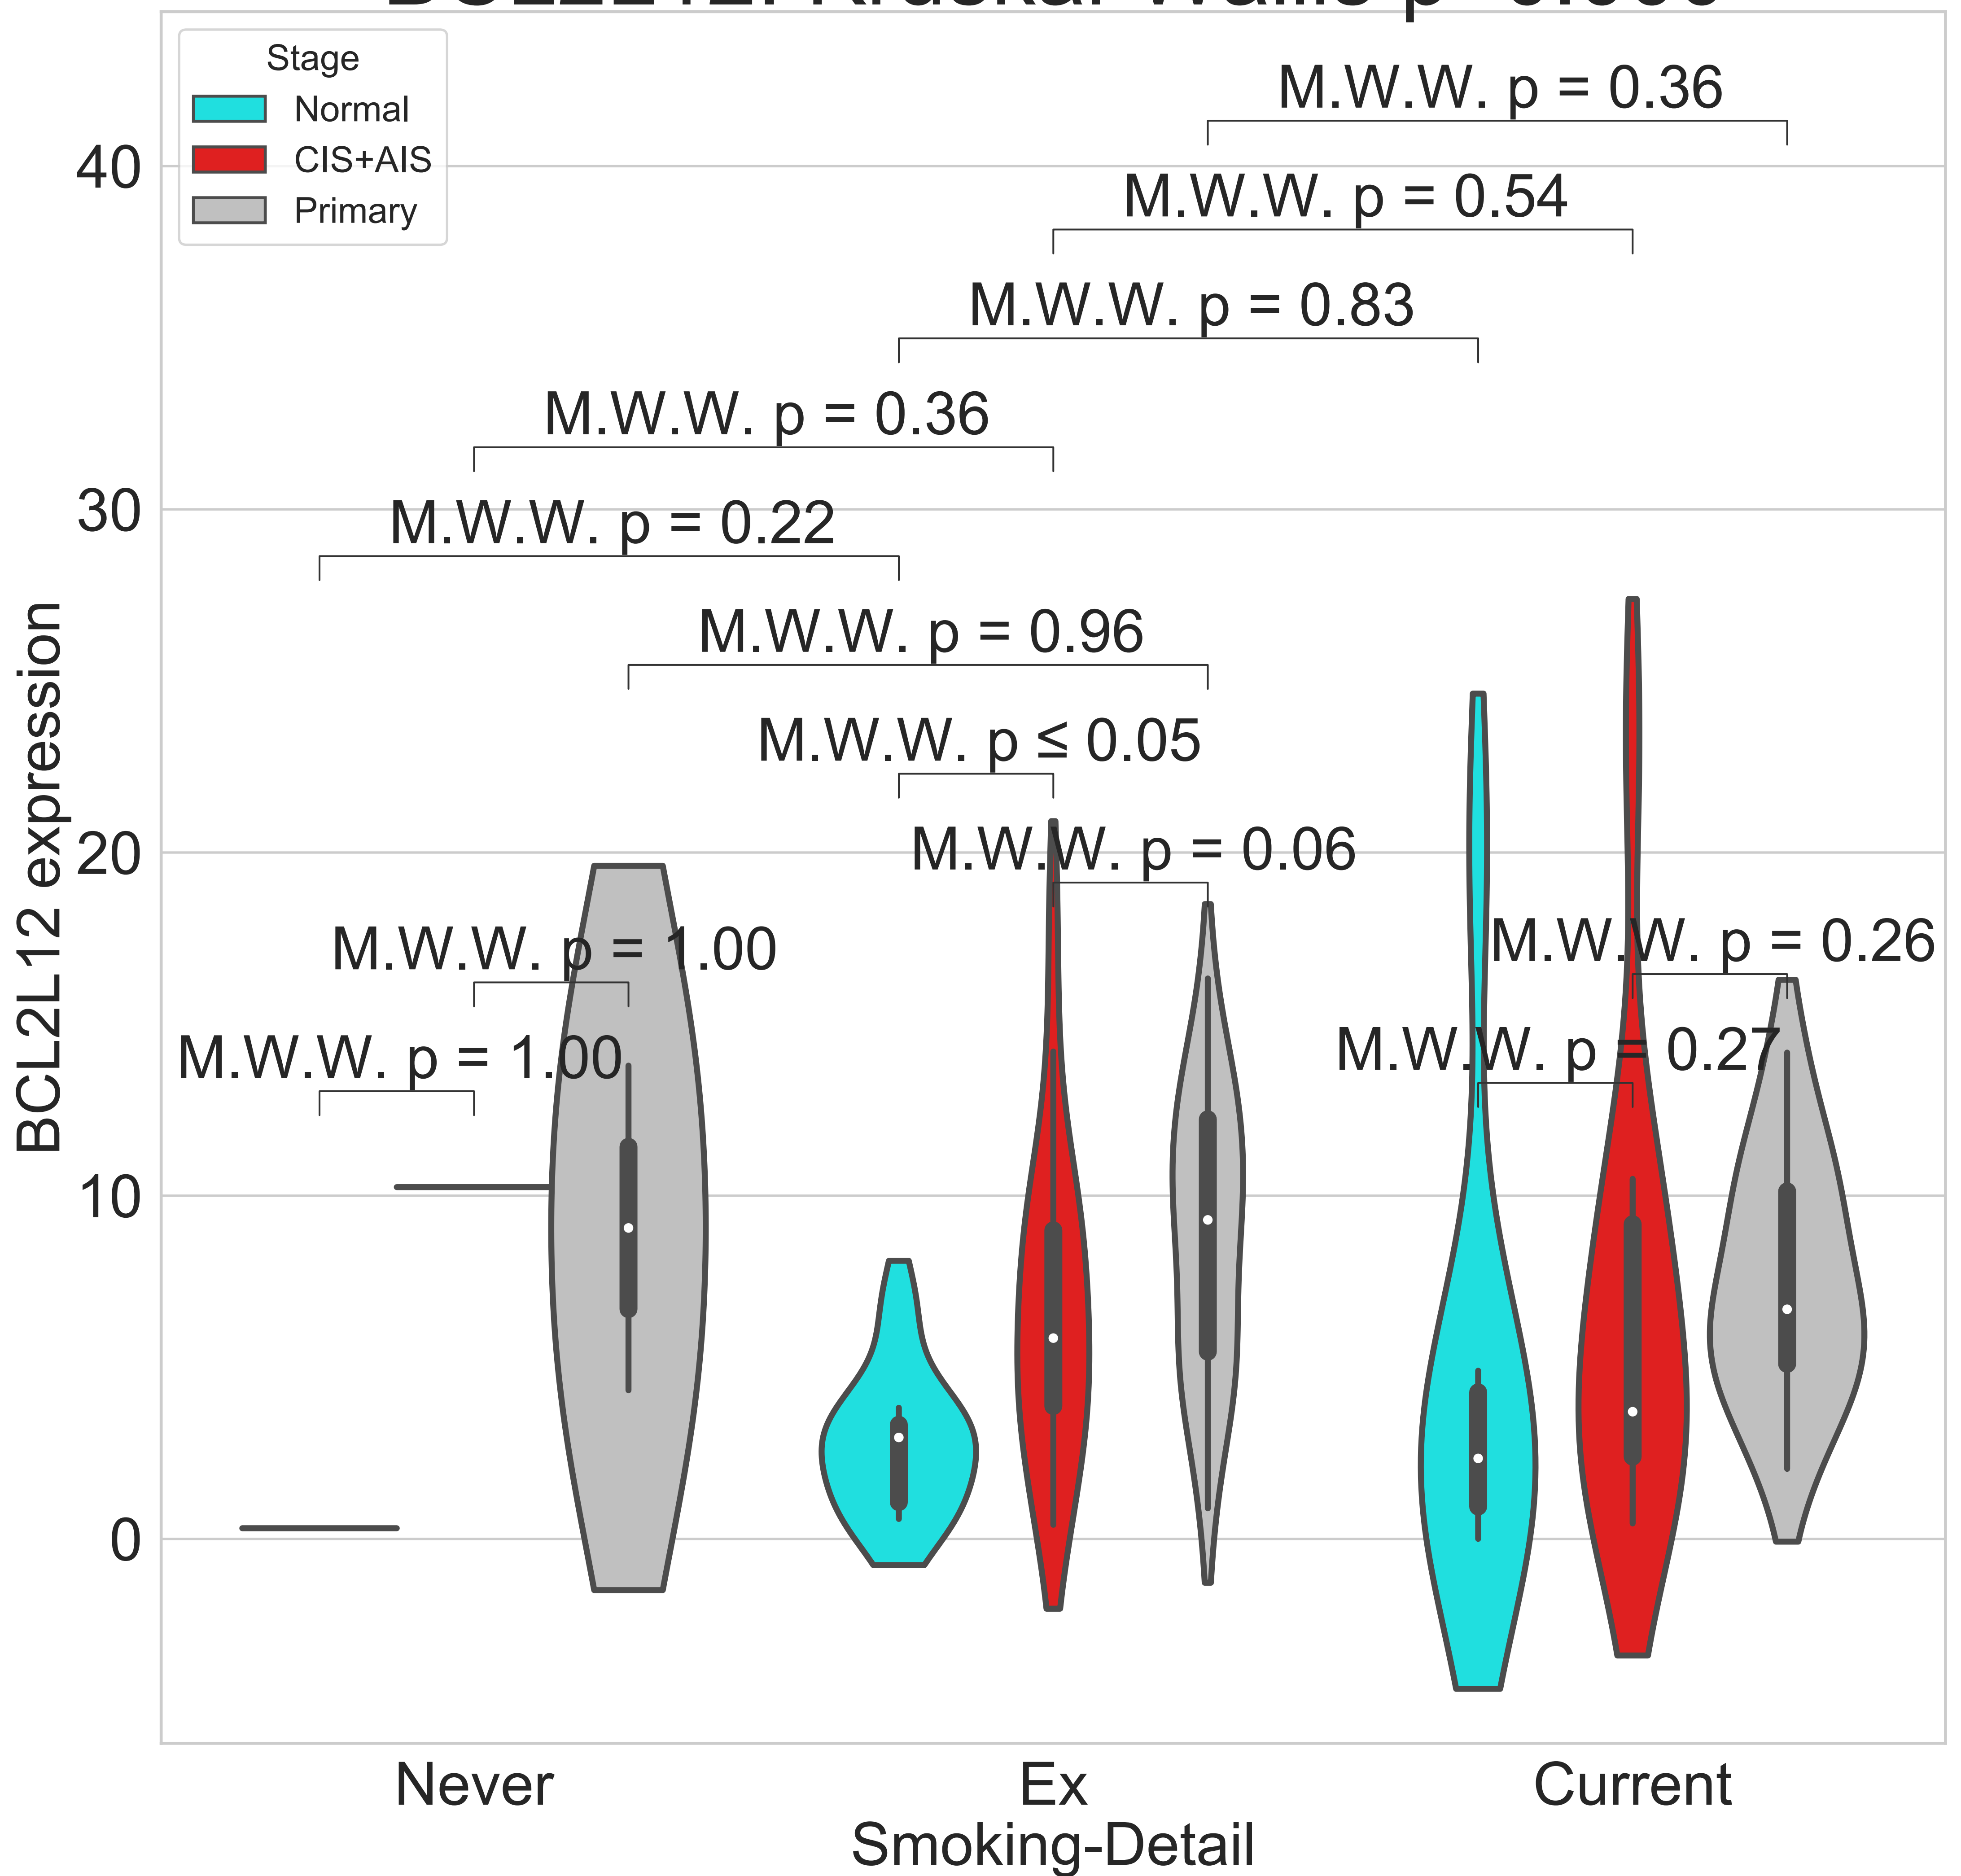 Stage
Normal
CIS+AIS
Primary
M.W.W. p = 0.36
M.W.W. p = 0.54
M.W.W. p = 0.83
M.W.W. p = 0.36
M.W.W. p = 0.22
M.W.W. p = 0.96
M.W.W. p ≤ 0.05
M.W.W. p = 0.06
M.W.W. p = 1.00
M.W.W. p = 0.26
M.W.W. p = 1.00
M.W.W. p = 0.27
40
30
20
10
0
BCL2L12 expression
Never
Ex
Current
Smoking-Detail